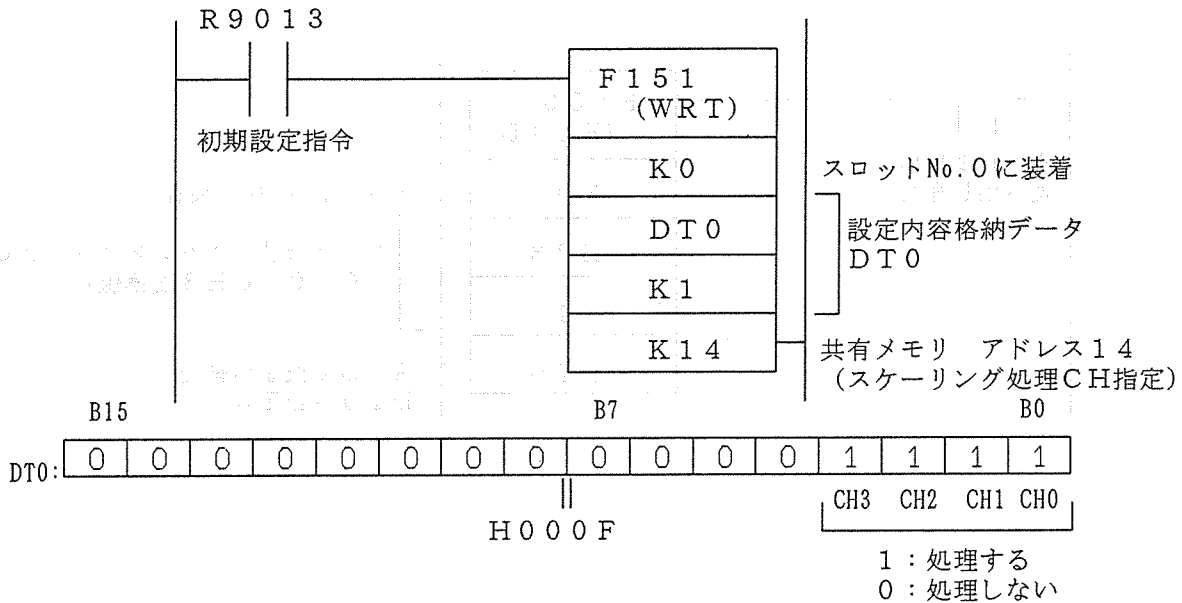 R9013
初期設定指令
F151
(WRT)
K0
スロットNo.0に装着
DT0
設定内容格納データ
DT0
K1
K14
共有メモリ アドレス14
(スケーリング処理CH指定)
B15 B7 B0
DT0: 0 0 0 0 0 0 0 0 0 0 0 0 1 1 1 1
CH3 CH2 CH1 CH0
H000F
1:処理する
0:処理しない